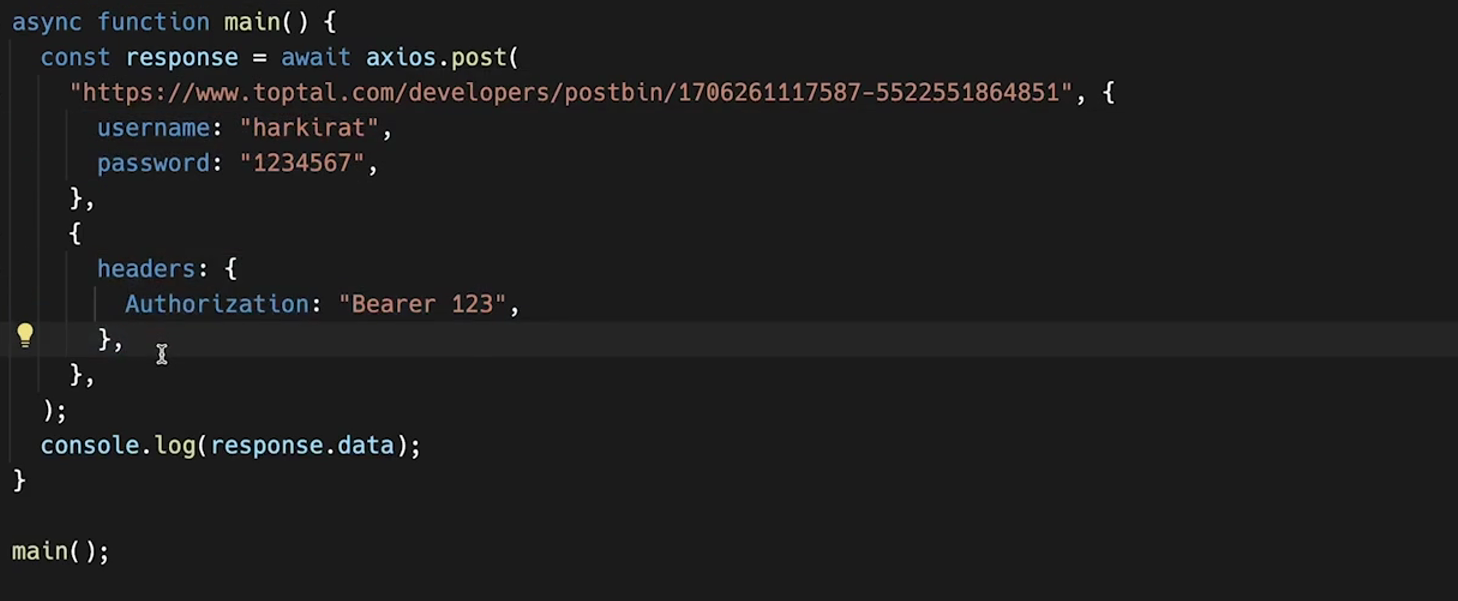 async function main() {
  const response = await axios.post(
    "https://www.toptal.com/developers/postbin/1706261117587-5522551864851", {
      username: "harkirat",
      password: "1234567",
    },
    {
      headers: {
        Authorization: "Bearer 123",
      },
    },
  );
  console.log(response.data);
}

main();